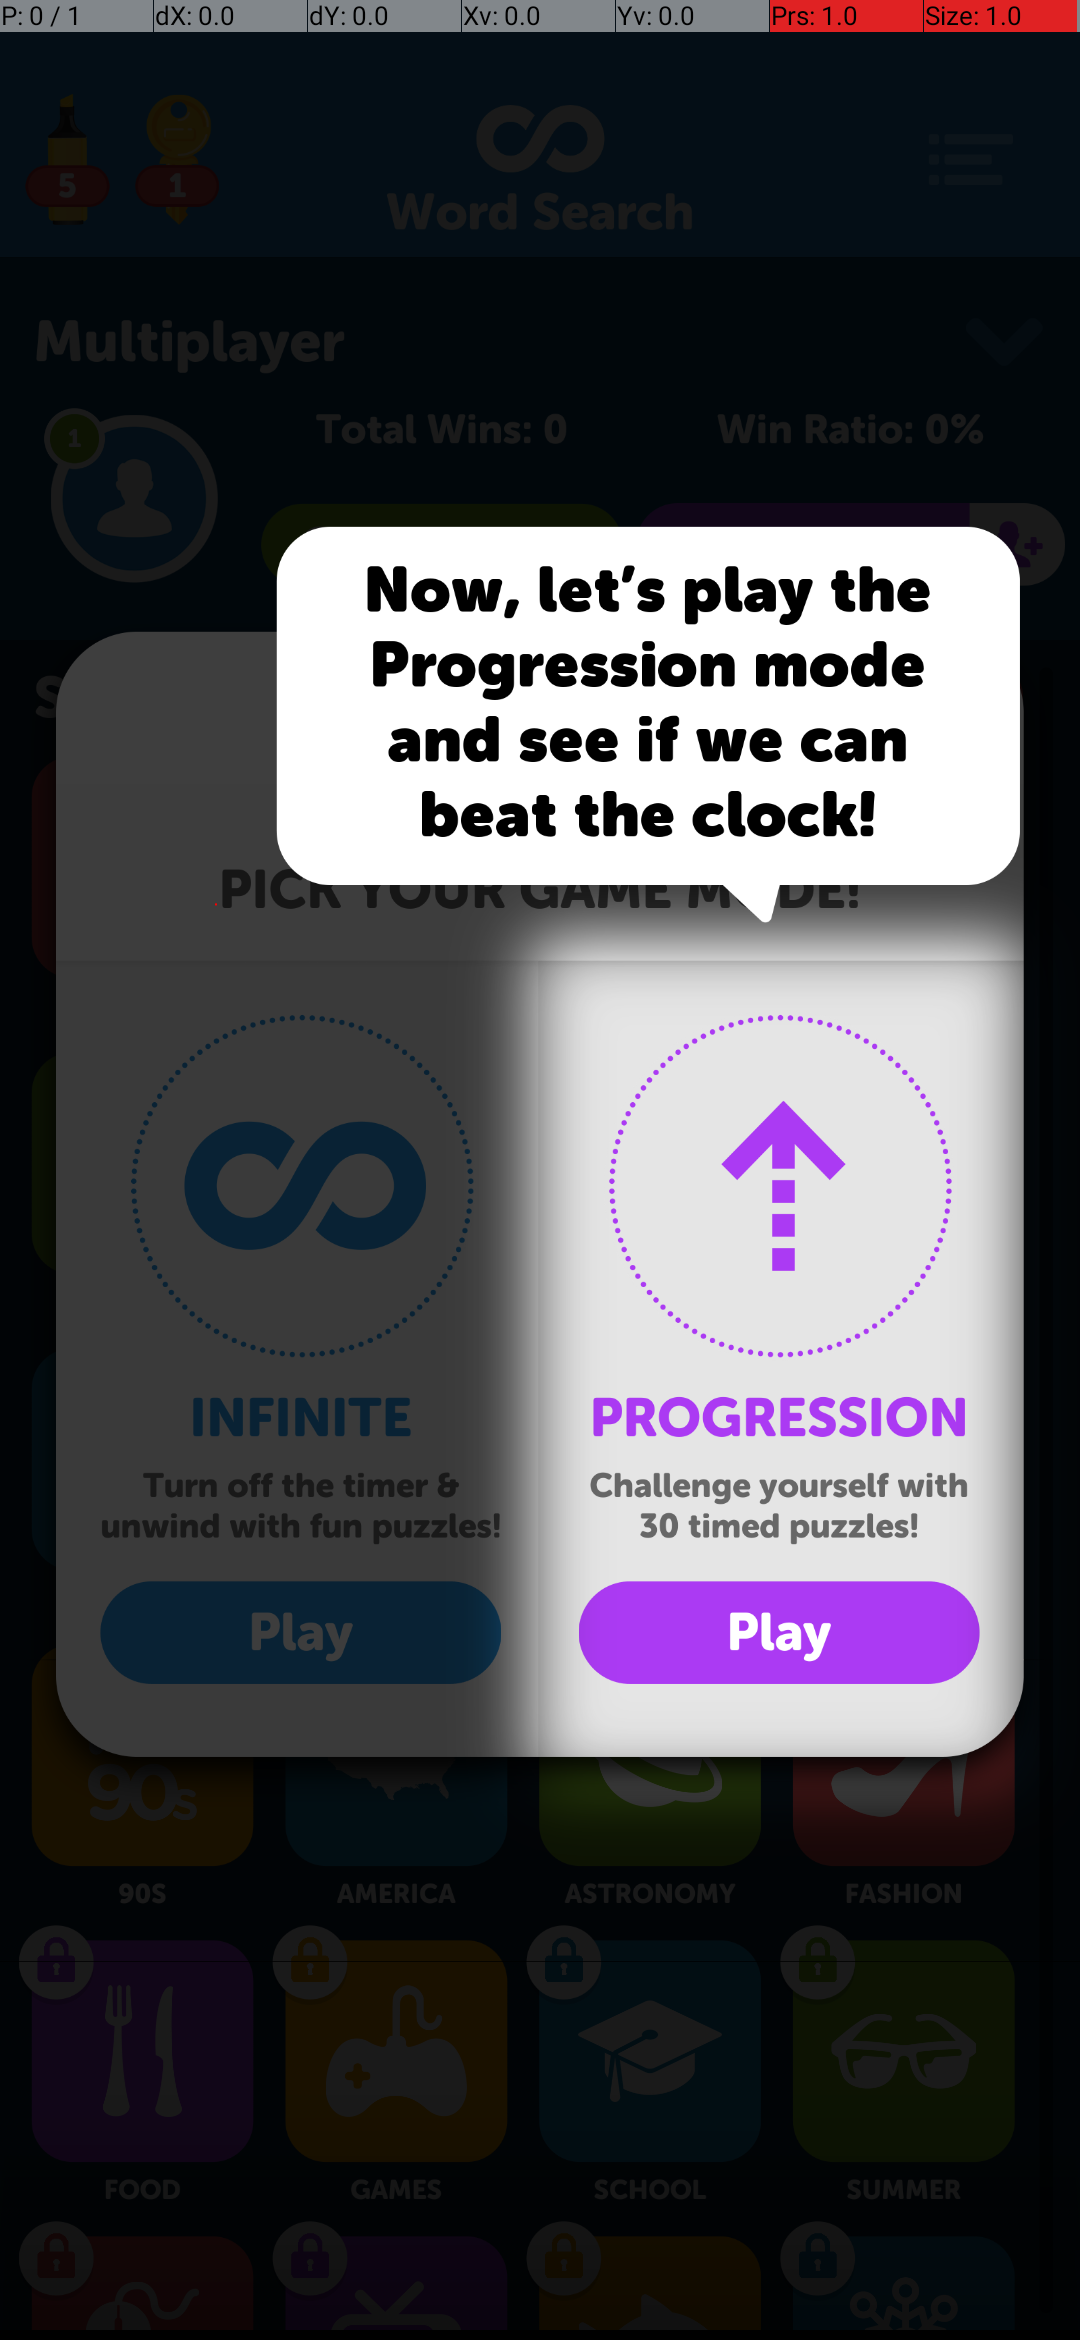 P: 0 / 1
dX: 0.0
dY: 0.0
Xv: 0.0
Yv: 0.0
Prs: 1.0
Size: 1.0
5
1
Word Search
Multiplayer
1
Total Wins: 0
Win Ratio: 0%
Now, let's play the
Progression mode
and see if we can
beat the clock!
S
PICK YOUR GAME MODE!
INFINITE
Turn off the timer &
unwind with fun puzzles!
Play
PROGRESSION
Challenge yourself with
30 timed puzzles!
Play
90s
90S
AMERICA
ASTRONOMY
FASHION
FOOD
GAMES
SCHOOL
SUMMER